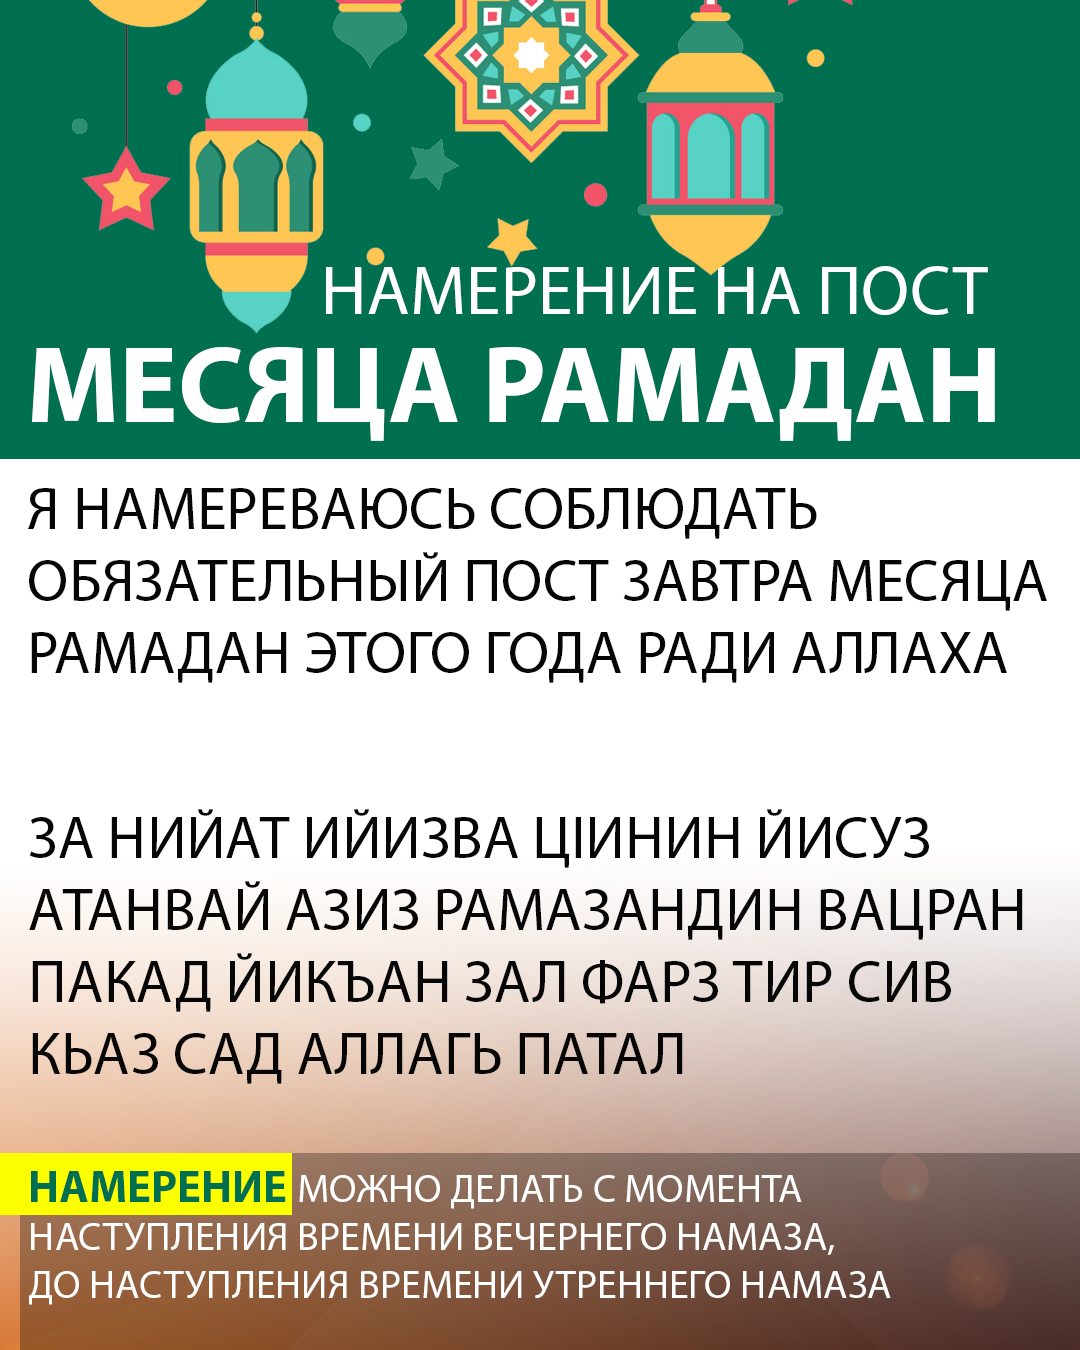 НАМЕРЕНИЕ НА ПОСТ
МЕСЯЦА РАМАДАН
Я НАМЕРЕВАЮСЬ СОБЛЮДАТЬ
ОБЯЗАТЕЛЬНЫЙ ПОСТ ЗАВТРА МЕСЯЦА
РАМАДАН ЭТОГО ГОДА РАДИ АЛЛАХА
ЗА НИЙАТ ИЙИЗВА ЦІИНИН ЙИСУЗ
АТАНВАЙ АЗИЗ РАМАЗАНДИН ВАЦРАН
ПАКАД ЙИКЪАН ЗАЛ ФАРЗ ТИР СИВ
КЬАЗ САД АЛЛАГЬ ПАТАЛ
НАМЕРЕНИЕ МОЖНО ДЕЛАТЬ С МОМЕНТА
НАСТУПЛЕНИЯ ВРЕМЕНИ ВЕЧЕРНЕГО НАМАЗА,
ДО НАСТУПЛЕНИЯ ВРЕМЕНИ УТРЕННЕГО НАМАЗА